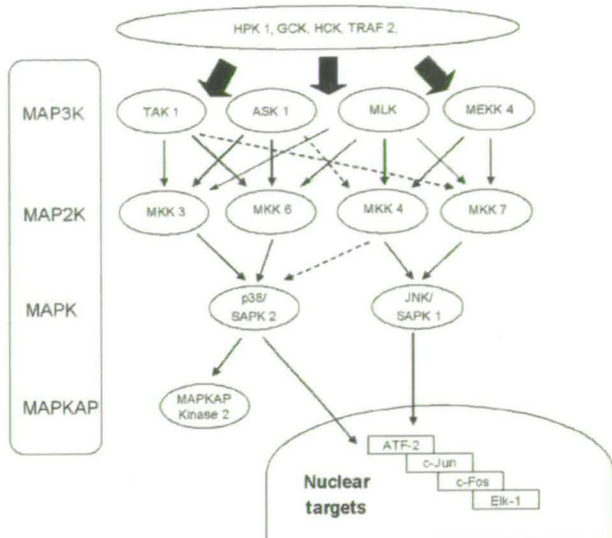 HPK 1, GCK, HCK, TRAF 2,
MAP3K
TAK 1
ASK 1
MLK
MEKK 4
MAP2K
MKK 3
MKK 6
MKK 4
MKK 7
MAPK
p38/
SAPK 2
JNK/
SAPK 1
MAPKAP
MAPKAP
Kinase 2
Nuclear
targets
ATF-2
c-Jun
c-Fos
Elk-1